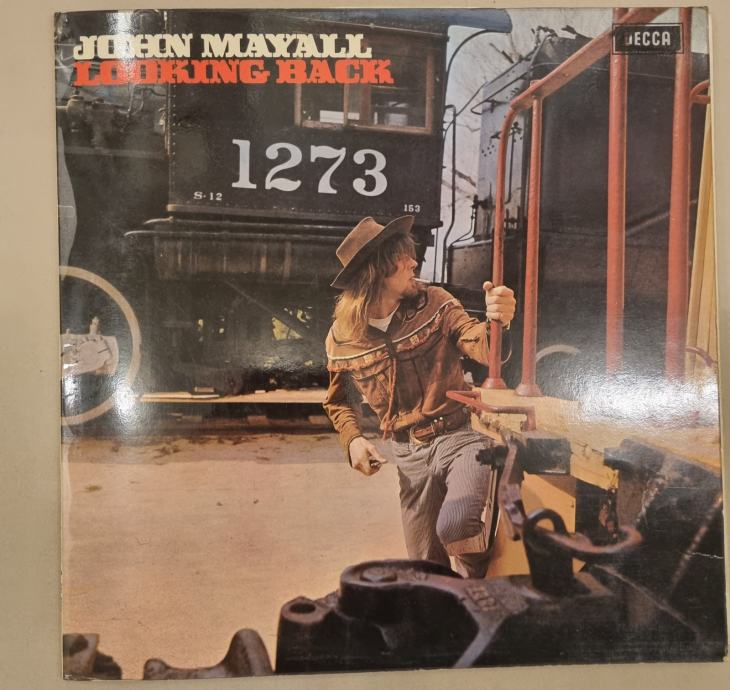 JOHN MAYALL
LOOKING BACK
DECCA
1273
S-12
153